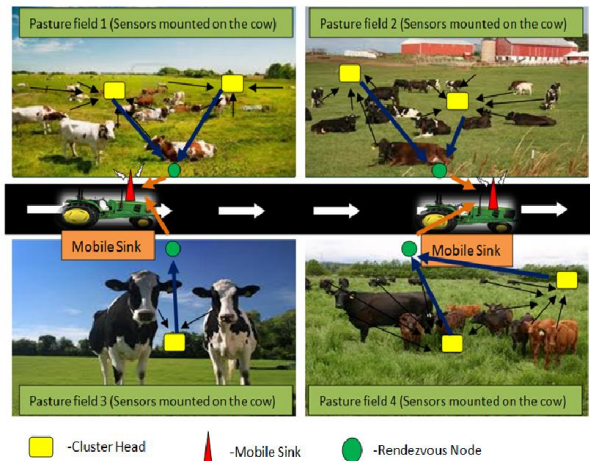 Pasture field 1 (Sensors mounted on the cow)
Pasture field 2 (Sensors mounted on the cow)
Mobile Sink
Mobile Sink
Pasture field 3 (Sensors mounted on the cow)
Pasture field 4 (Sensors mounted on the cow)
-Cluster Head
-Mobile Sink
-Rendezvous Node